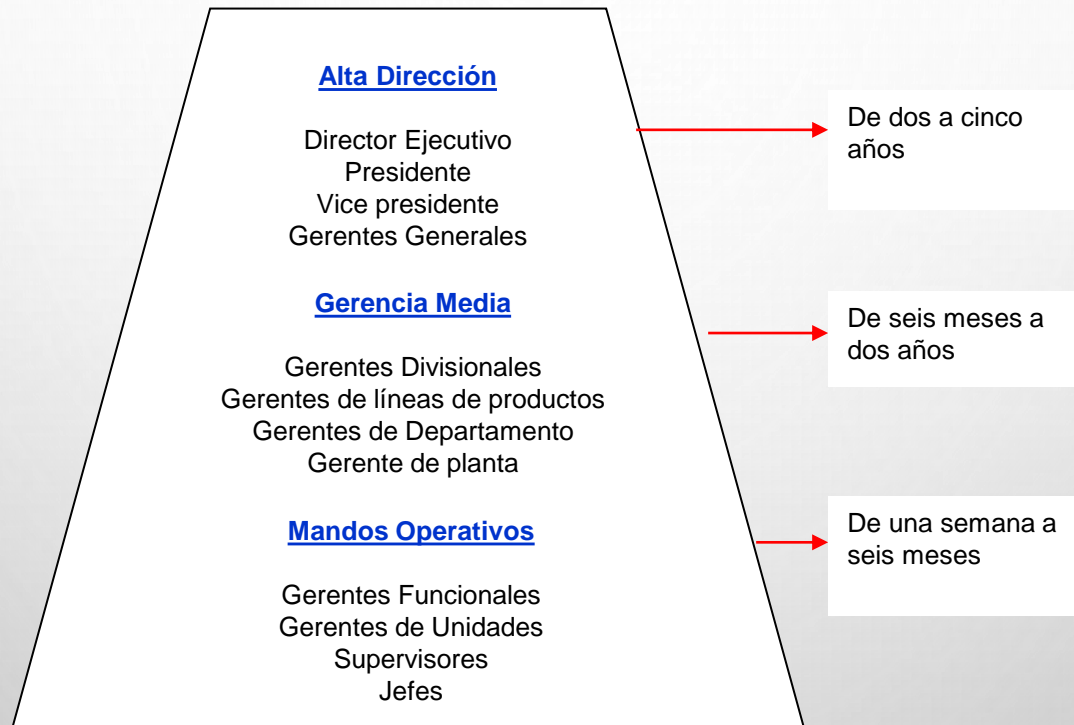 Alta Dirección
Director Ejecutivo
Presidente
Vice presidente
Gerentes Generales
De dos a cinco
años
Gerencia Media
Gerentes Divisionales
Gerentes de líneas de productos
Gerentes de Departamento
Gerente de planta
De seis meses a
dos años
Mandos Operativos
Gerentes Funcionales
Gerentes de Unidades
Supervisores
Jefes
De una semana a
seis meses